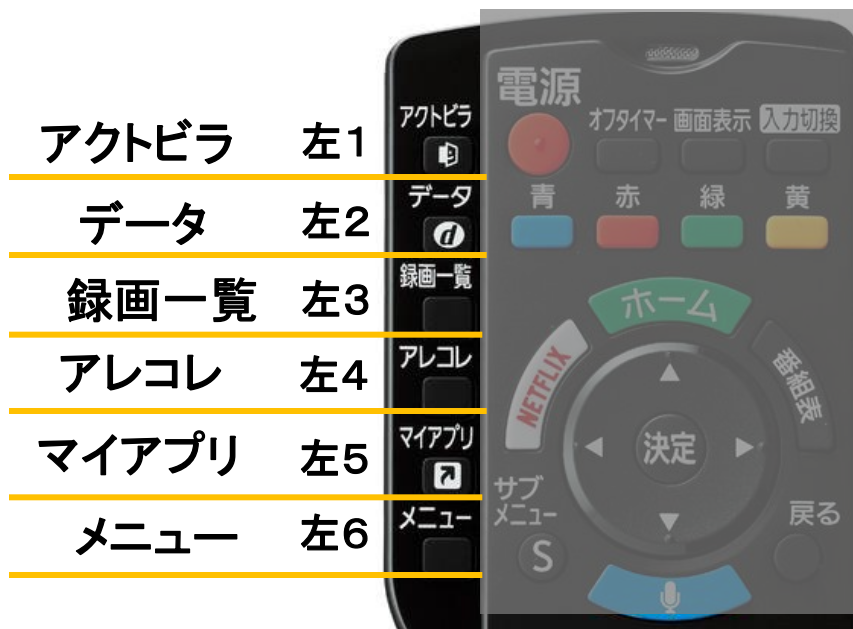 電源
アクトビラ 左1 アクトビラ オフタイマー 画面表示 入力切換
データ 左2 データ 青 赤 緑 黄
d
録画一覧 左3 録画一覧 ホーム
アレコレ 左4 アレコレ NETFLIX 番組表
マイアプリ 左5 マイアプリ 決定
メニュー 左6 メニュー サブメニュー 戻る
S